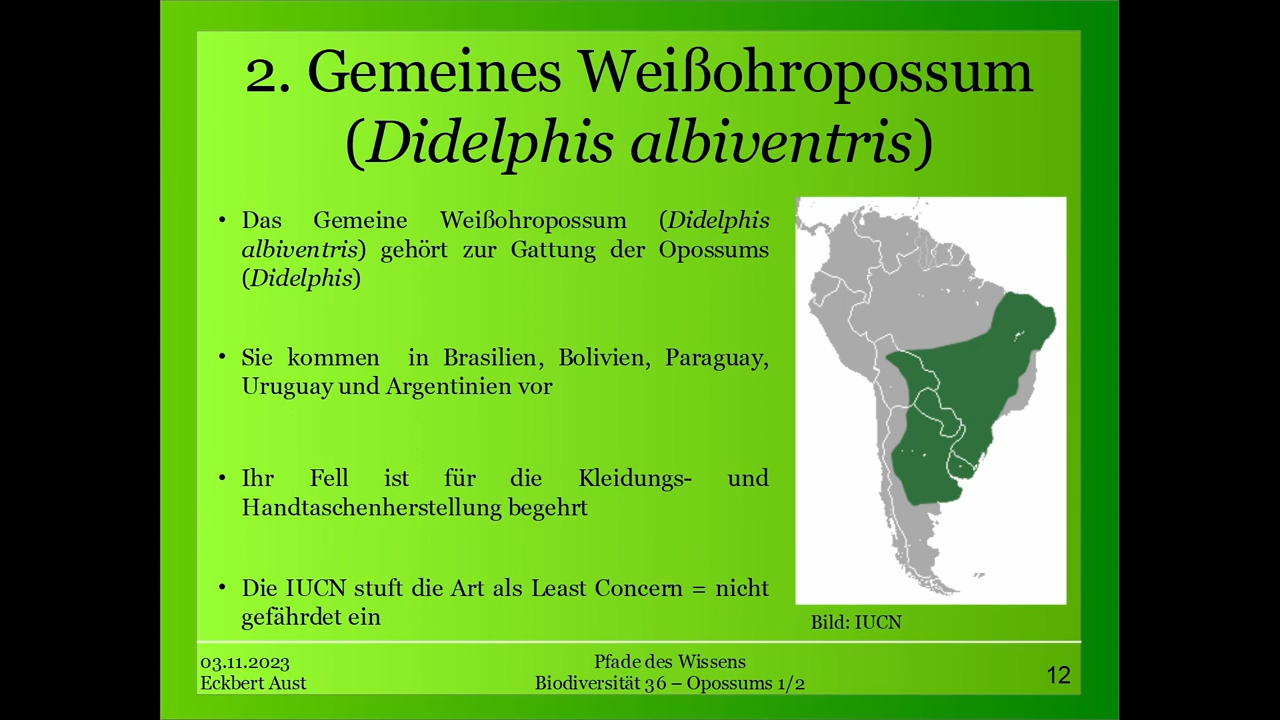 2. Gemeines Weißohropossum
(Didelphis albiventris)
• Das Gemeine Weißohropossum (Didelphis
albiventris) gehört zur Gattung der Opossums
(Didelphis)
• Sie kommen in Brasilien, Bolivien, Paraguay,
Uruguay und Argentinien vor
• Ihr Fell ist für die Kleidungs- und
Handtaschenherstellung begehrt
• Die IUCN stuft die Art als Least Concern = nicht
gefährdet ein
Bild: IUCN
03.11.2023
Eckbert Aust
Pfade des Wissens
Biodiversität 36 – Opossums 1/2
12